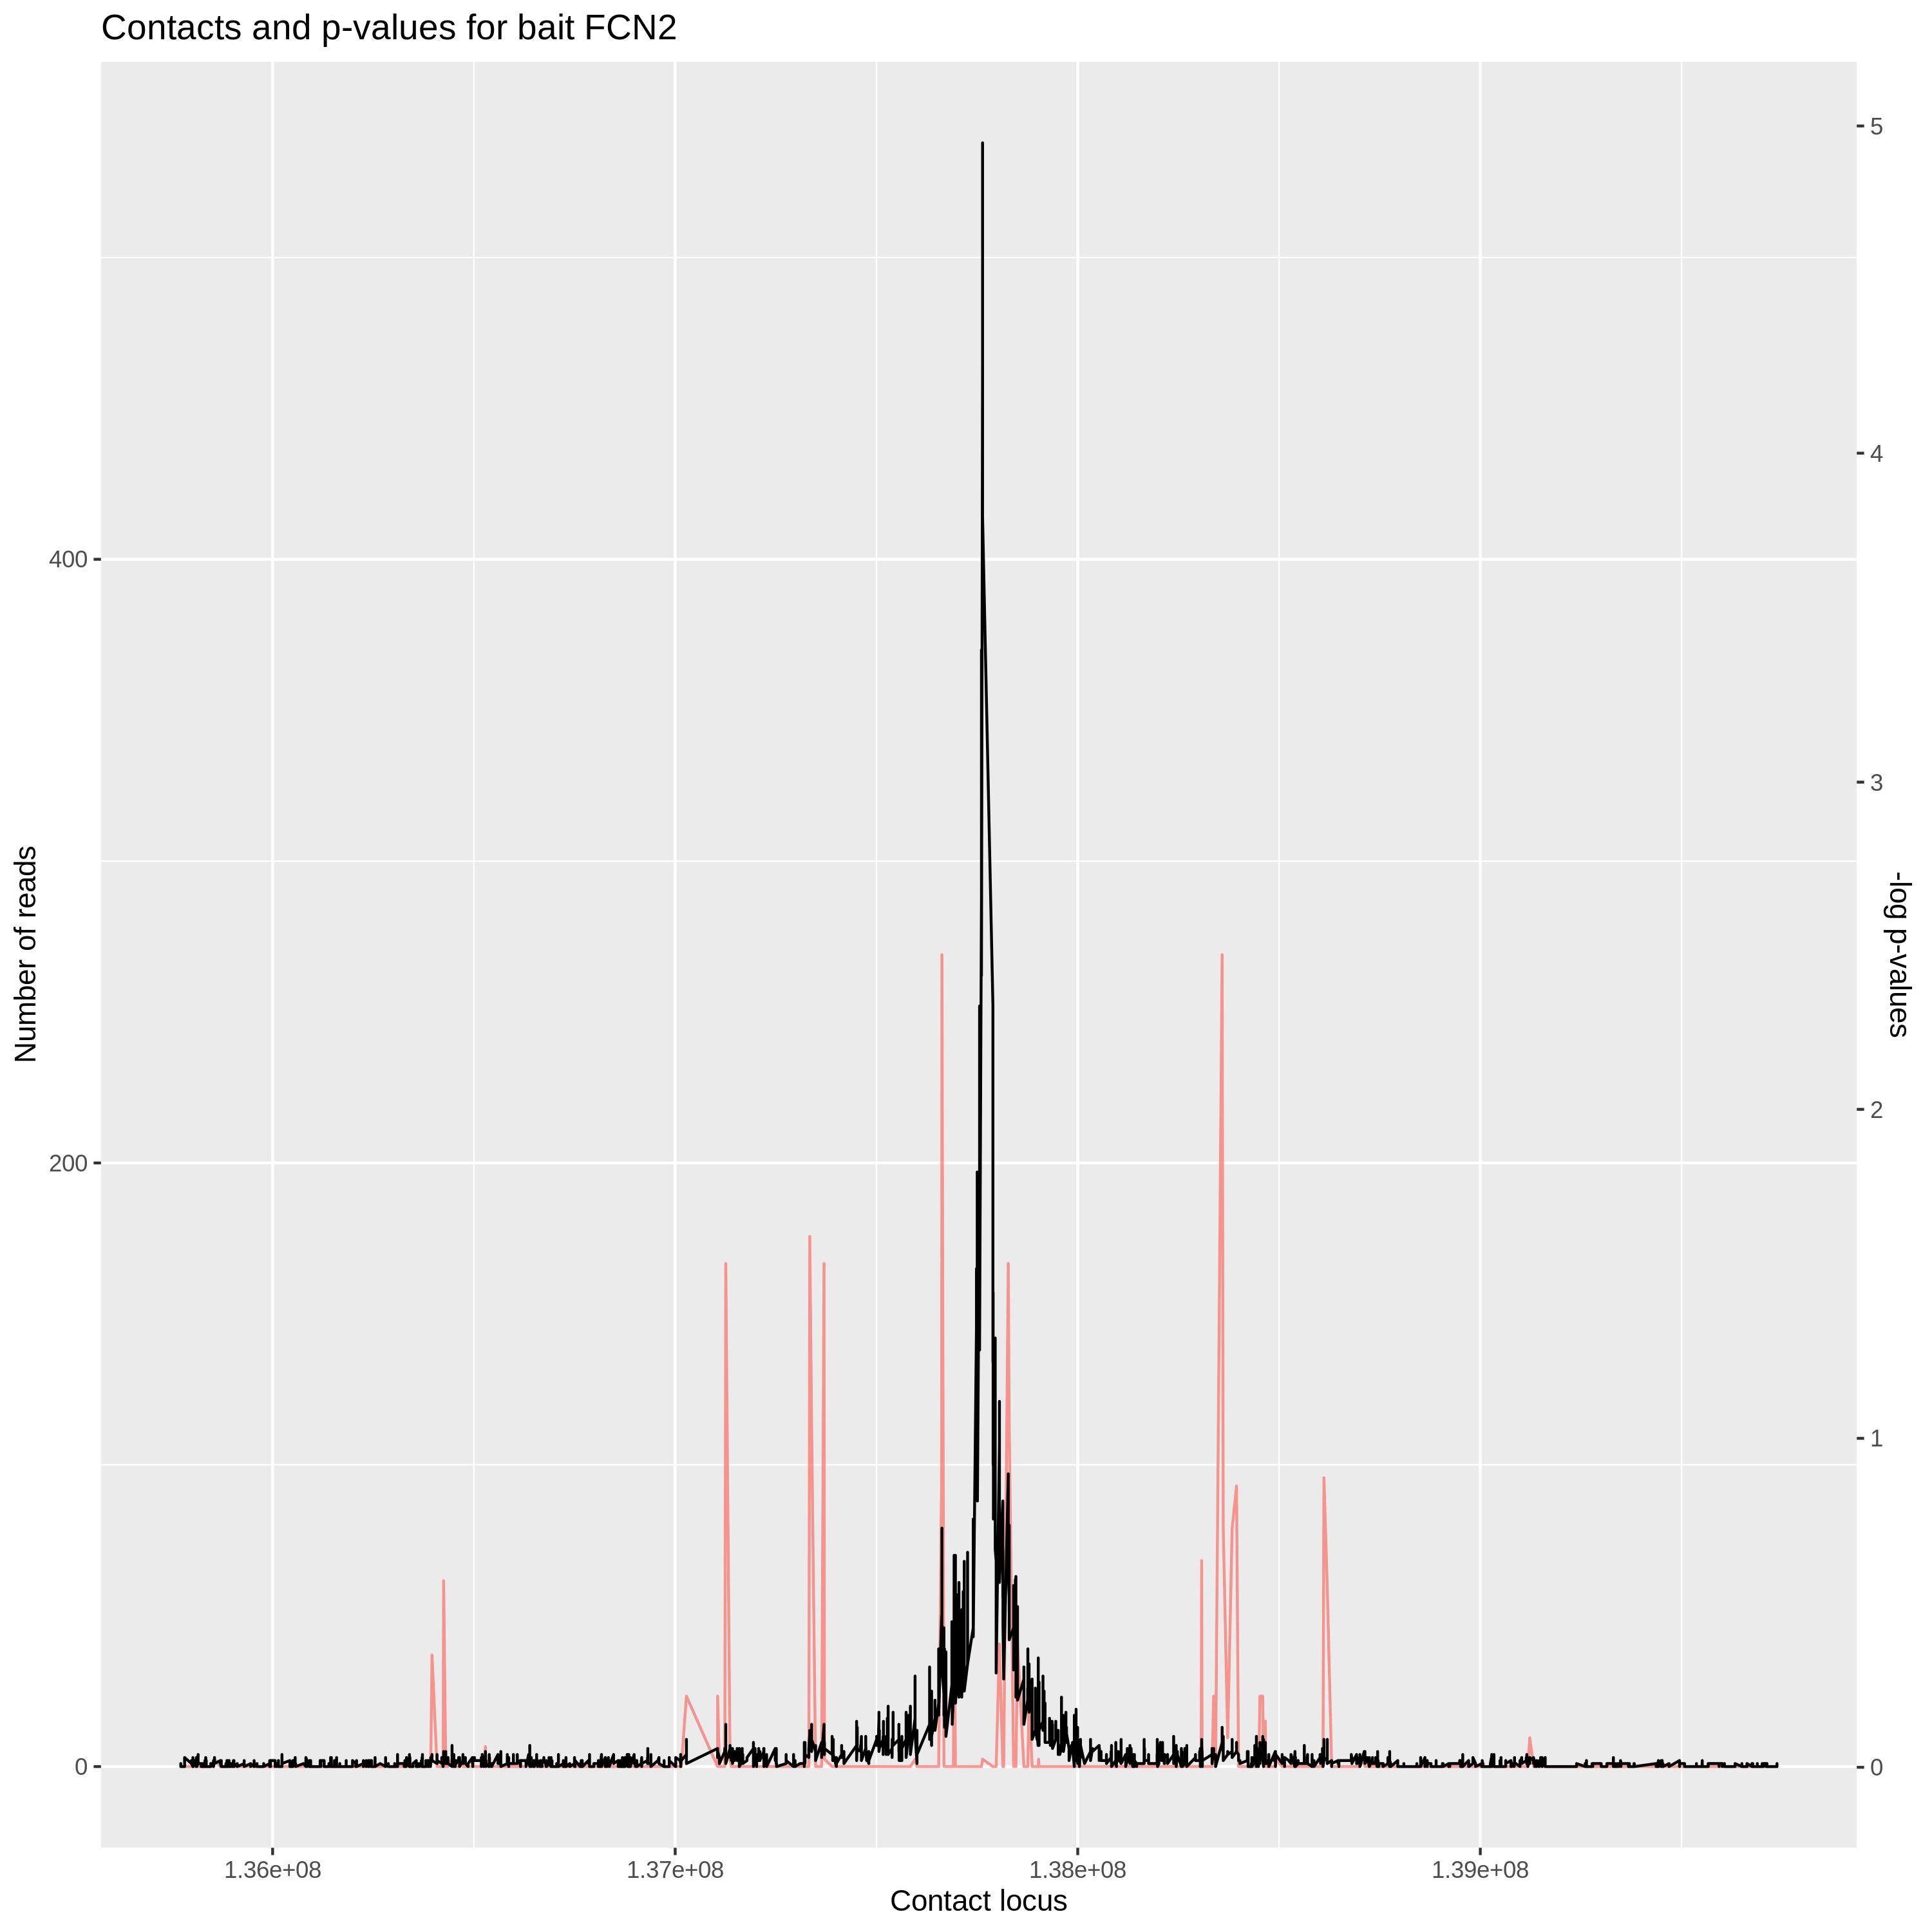 Contacts and p-values for bait FCN2
Number of reads
400
200
0
5
4
3
2
1
0
-log p-values
1.36e+08
1.37e+08
1.38e+08
1.39e+08
Contact locus